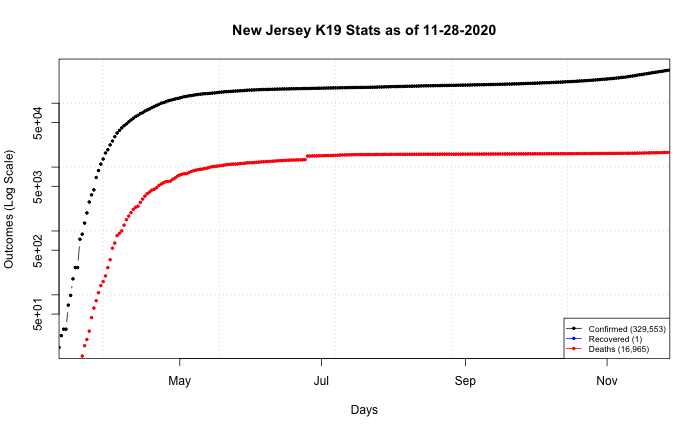 New Jersey K19 Stats as of 11-28-2020
Outcomes (Log Scale)
5e+04
5e+03
5e+02
5e+01
Confirmed (329,553)
Recovered (1)
Deaths (16,965)
May Jul Sep Nov
Days